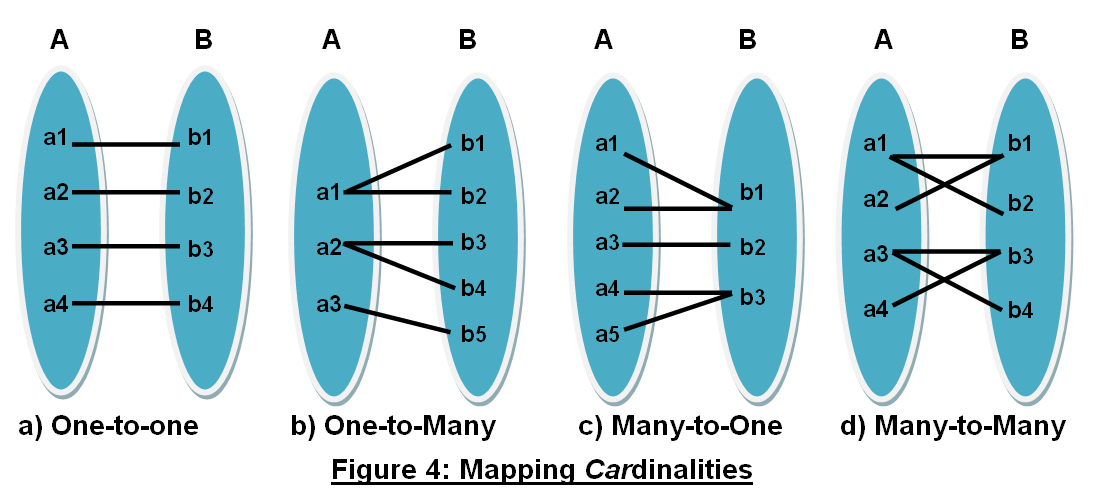 A B
a1 b1
a2 b2
a3 b3
a4 b4
a) One-to-one
A B
b1
a1 b2
a2 b3
b4
a3 b5
b) One-to-Many
A B
a1
a2 b1
a3 b2
a4 b3
a5
c) Many-to-One
A B
a1 b1
a2 b2
a3 b3
a4 b4
d) Many-to-Many
Figure 4: Mapping Cardinalities